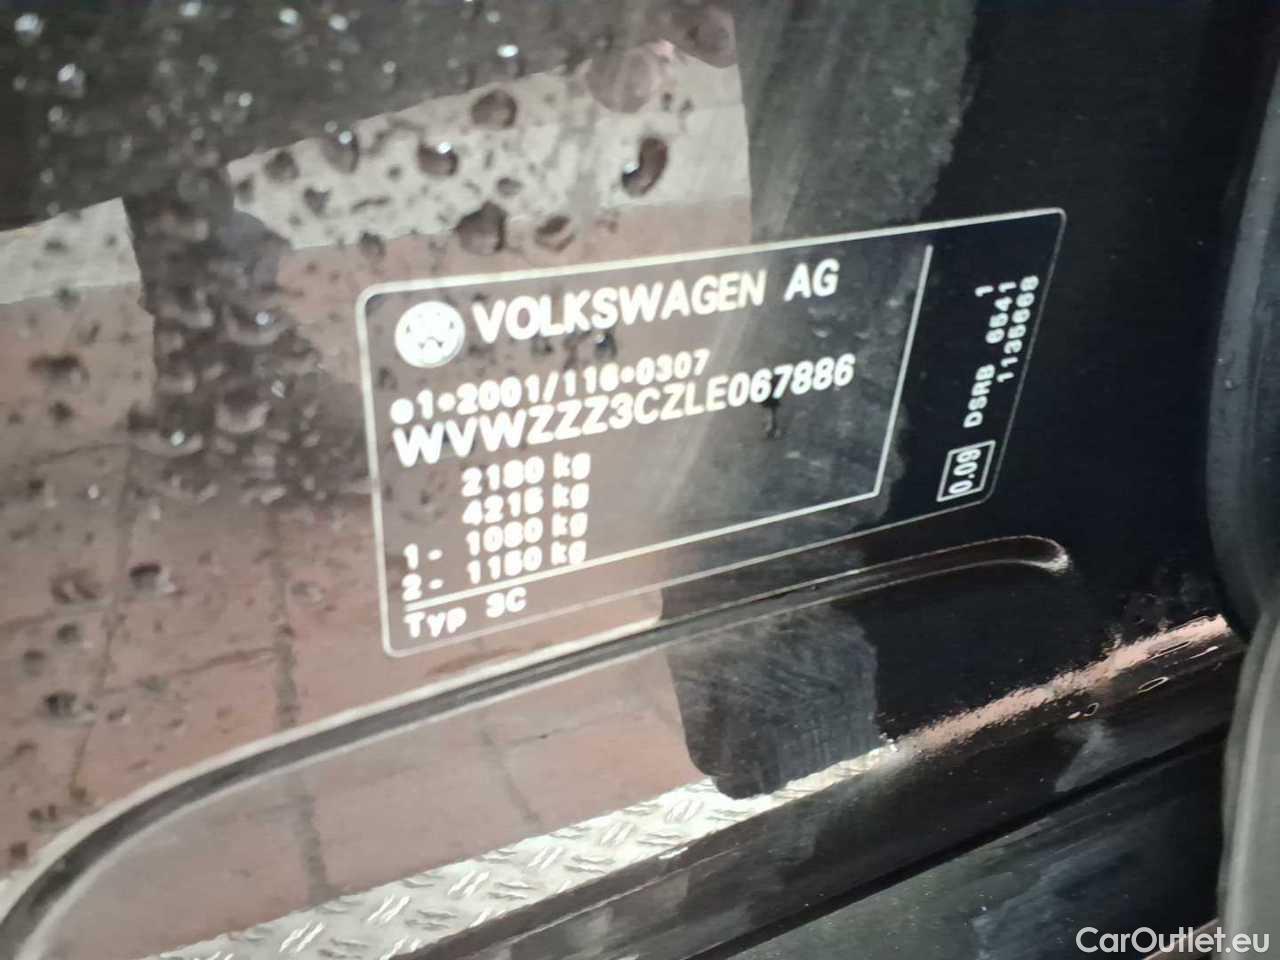 VOLKSWAGEN AG
e1*2001/116*0307
WVWZZZ3CZLE067886
2180 kg
4215 kg
1 - 1080 kg
2 - 1150 kg
Typ 3C
0.09
DSRB 6541 1
1135668
CarOutlet.eu